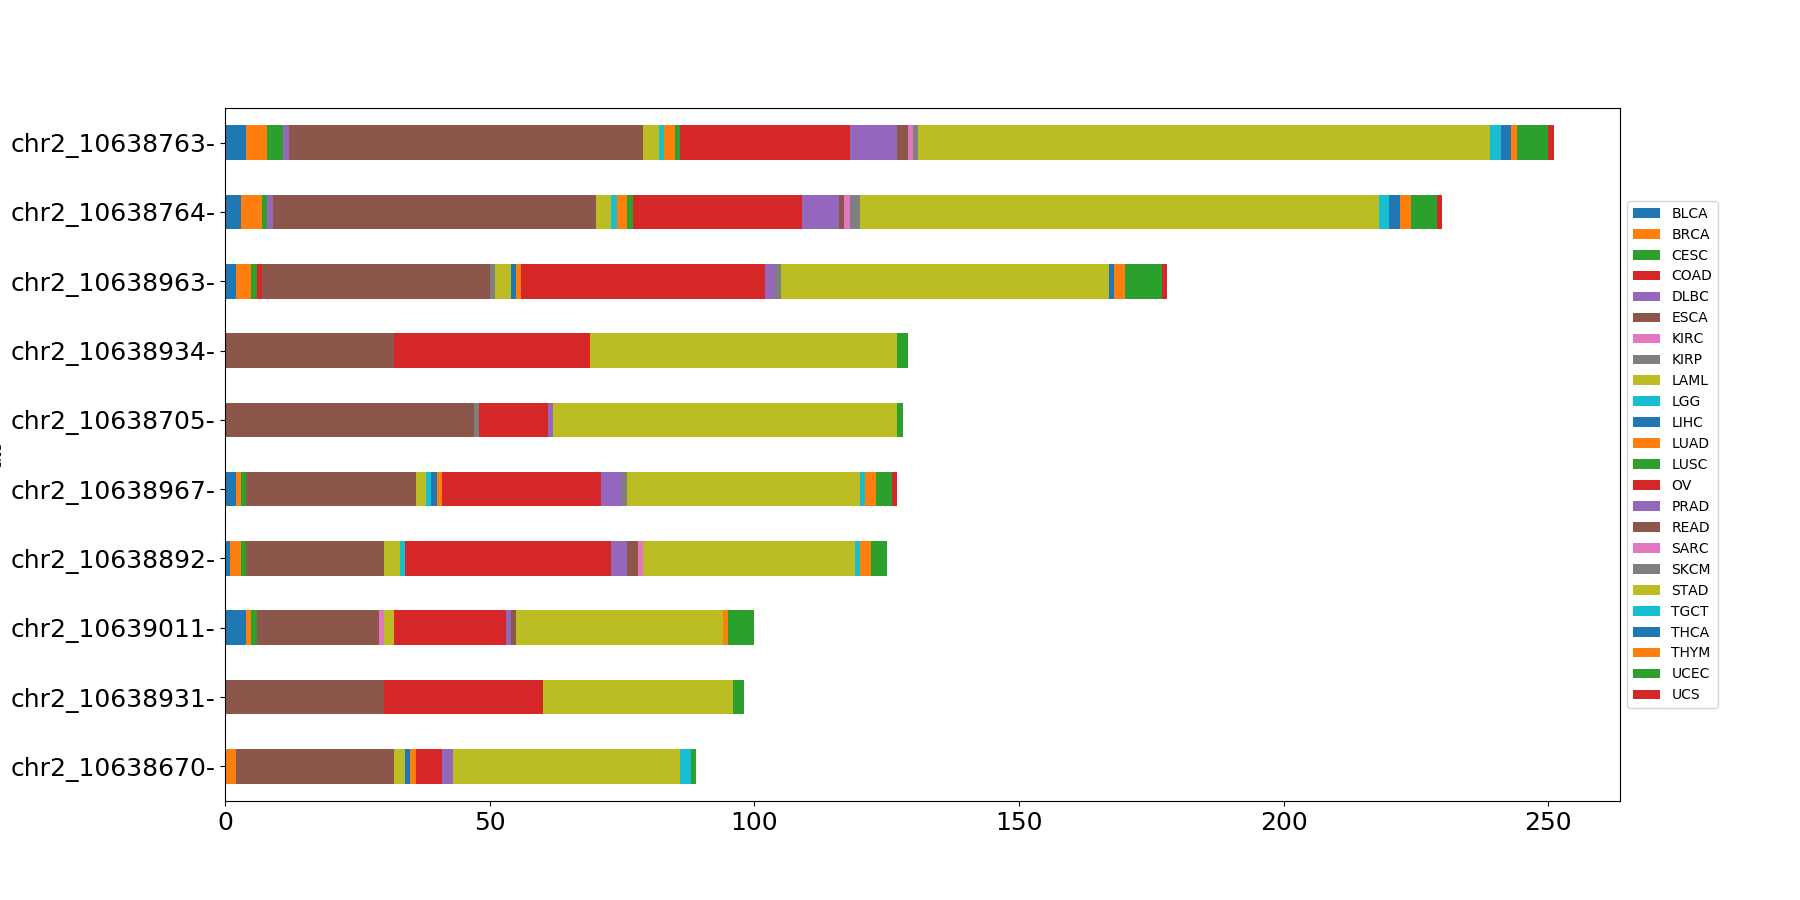 chr2_10638763-
chr2_10638764-
chr2_10638963-
chr2_10638934-
chr2_10638705-
chr2_10638967-
chr2_10638892-
chr2_10639011-
chr2_10638931-
chr2_10638670-
0 50 100 150 200 250
BLCA
BRCA
CESC
COAD
DLBC
ESCA
KIRC
KIRP
LAML
LGG
LIHC
LUAD
LUSC
OV
PRAD
READ
SARC
SKCM
STAD
TGCT
THCA
THYM
UCEC
UCS